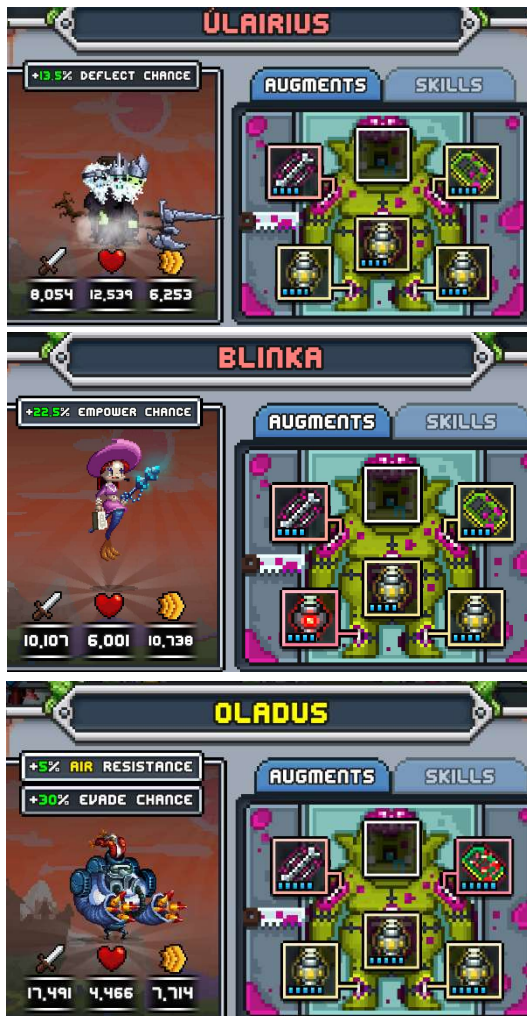 ÚLAIRIUS
+13.5% DEFLECT CHANCE
AUGMENTS SKILLS
8,054 12,539 6,253
BLINKA
+22.5% EMPOWER CHANCE
AUGMENTS SKILLS
10,107 6,001 10,738
OLADUS
+5% AIR RESISTANCE
+30% EVADE CHANCE
AUGMENTS SKILLS
17,491 4,466 7,714